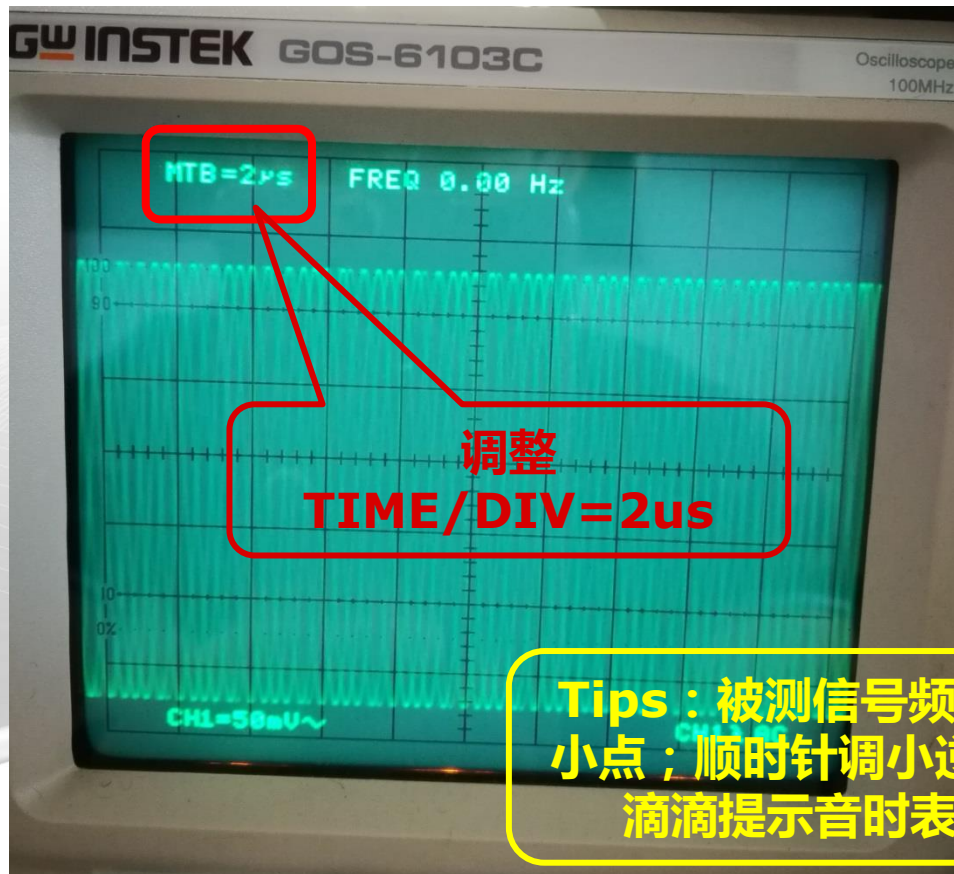 GW INSTEK GOS-6103C
Oscilloscope
100MHz
MTB=2μs FREQ 0.00 Hz
100
90
调整
TIME/DIV=2us
10
0%
Tips：被测信号频
小点；顺时针调小
滴滴提示音时表
CH1=50mV～